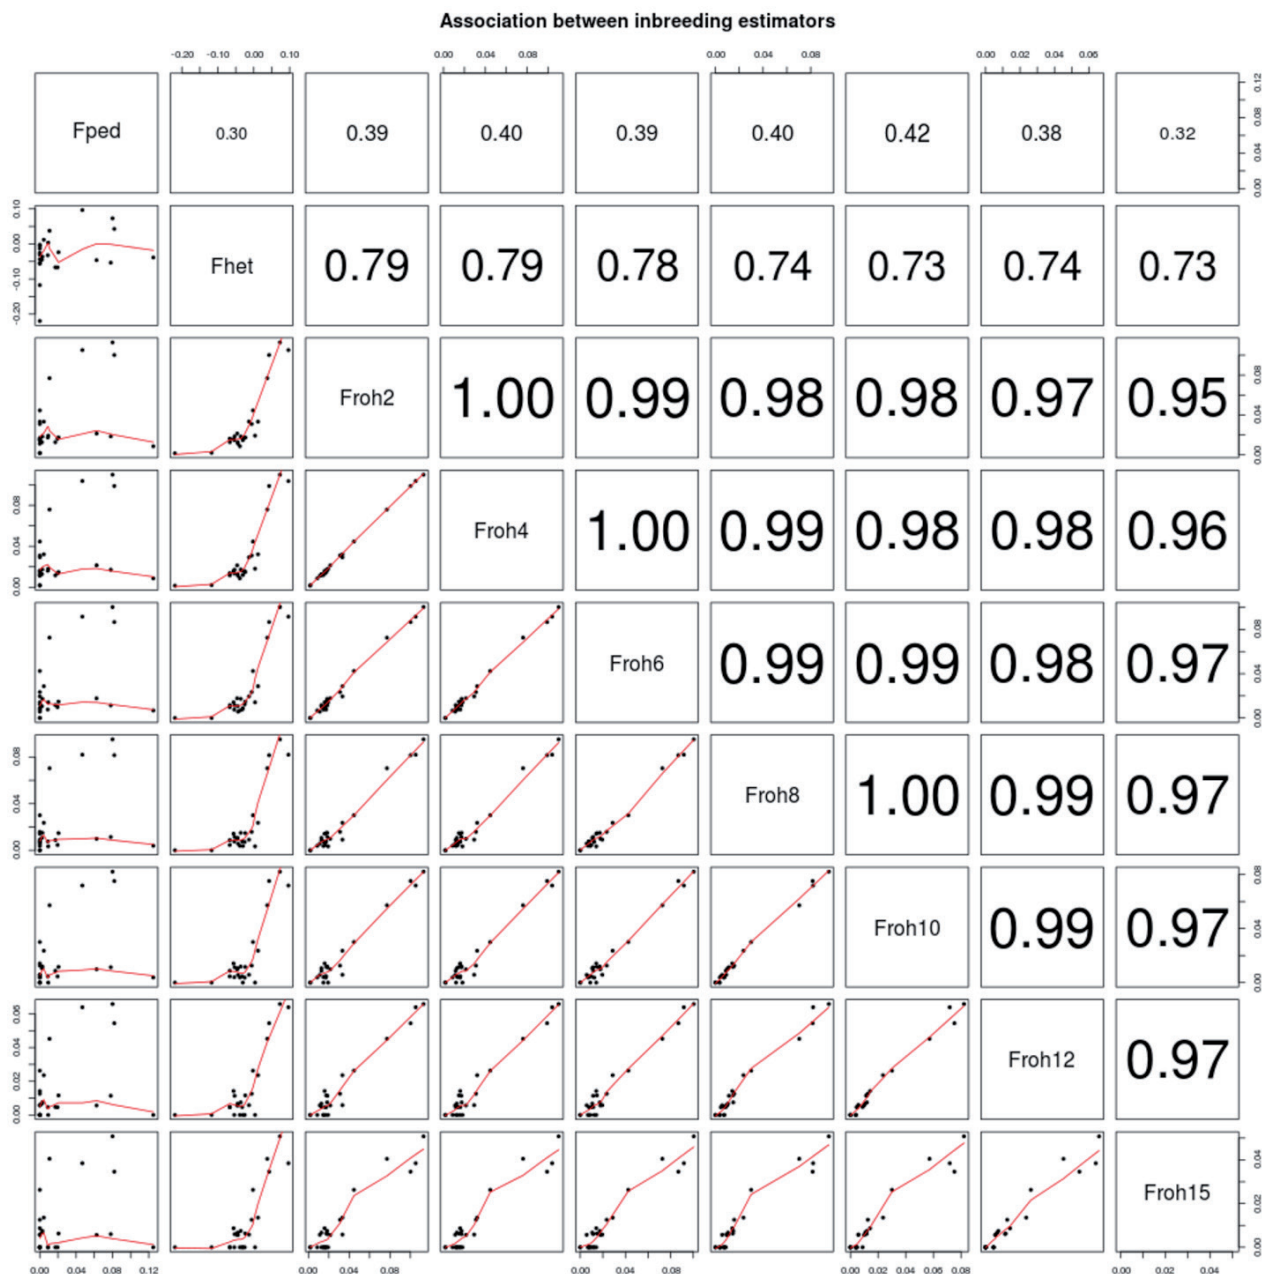 Association between inbreeding estimators
-0.20 -0.10 0.00 0.10 0.00 0.04 0.08 0.00 0.04 0.08 0.00 0.02 0.04 0.06
Fped 0.30 0.39 0.40 0.39 0.40 0.42 0.38 0.32
0.00 0.04 0.08 0.12
-0.20 -0.10 0.00 0.10
Fhet 0.79 0.79 0.78 0.74 0.73 0.74 0.73
Froh2 1.00 0.99 0.98 0.98 0.97 0.95
0.00 0.04 0.08
0.00 0.04 0.08
Froh4 1.00 0.99 0.98 0.98 0.96
Froh6 0.99 0.99 0.98 0.97
0.00 0.04 0.08
0.00 0.04 0.08
Froh8 1.00 0.99 0.97
Froh10 0.99 0.97
0.00 0.04 0.08
0.00 0.02 0.04 0.06
Froh12 0.97
Froh15
0.00 0.02 0.04
0.00 0.04 0.08 0.12 0.00 0.04 0.08 0.00 0.04 0.08 0.00 0.02 0.04 0.06 0.08 0.00 0.02 0.04